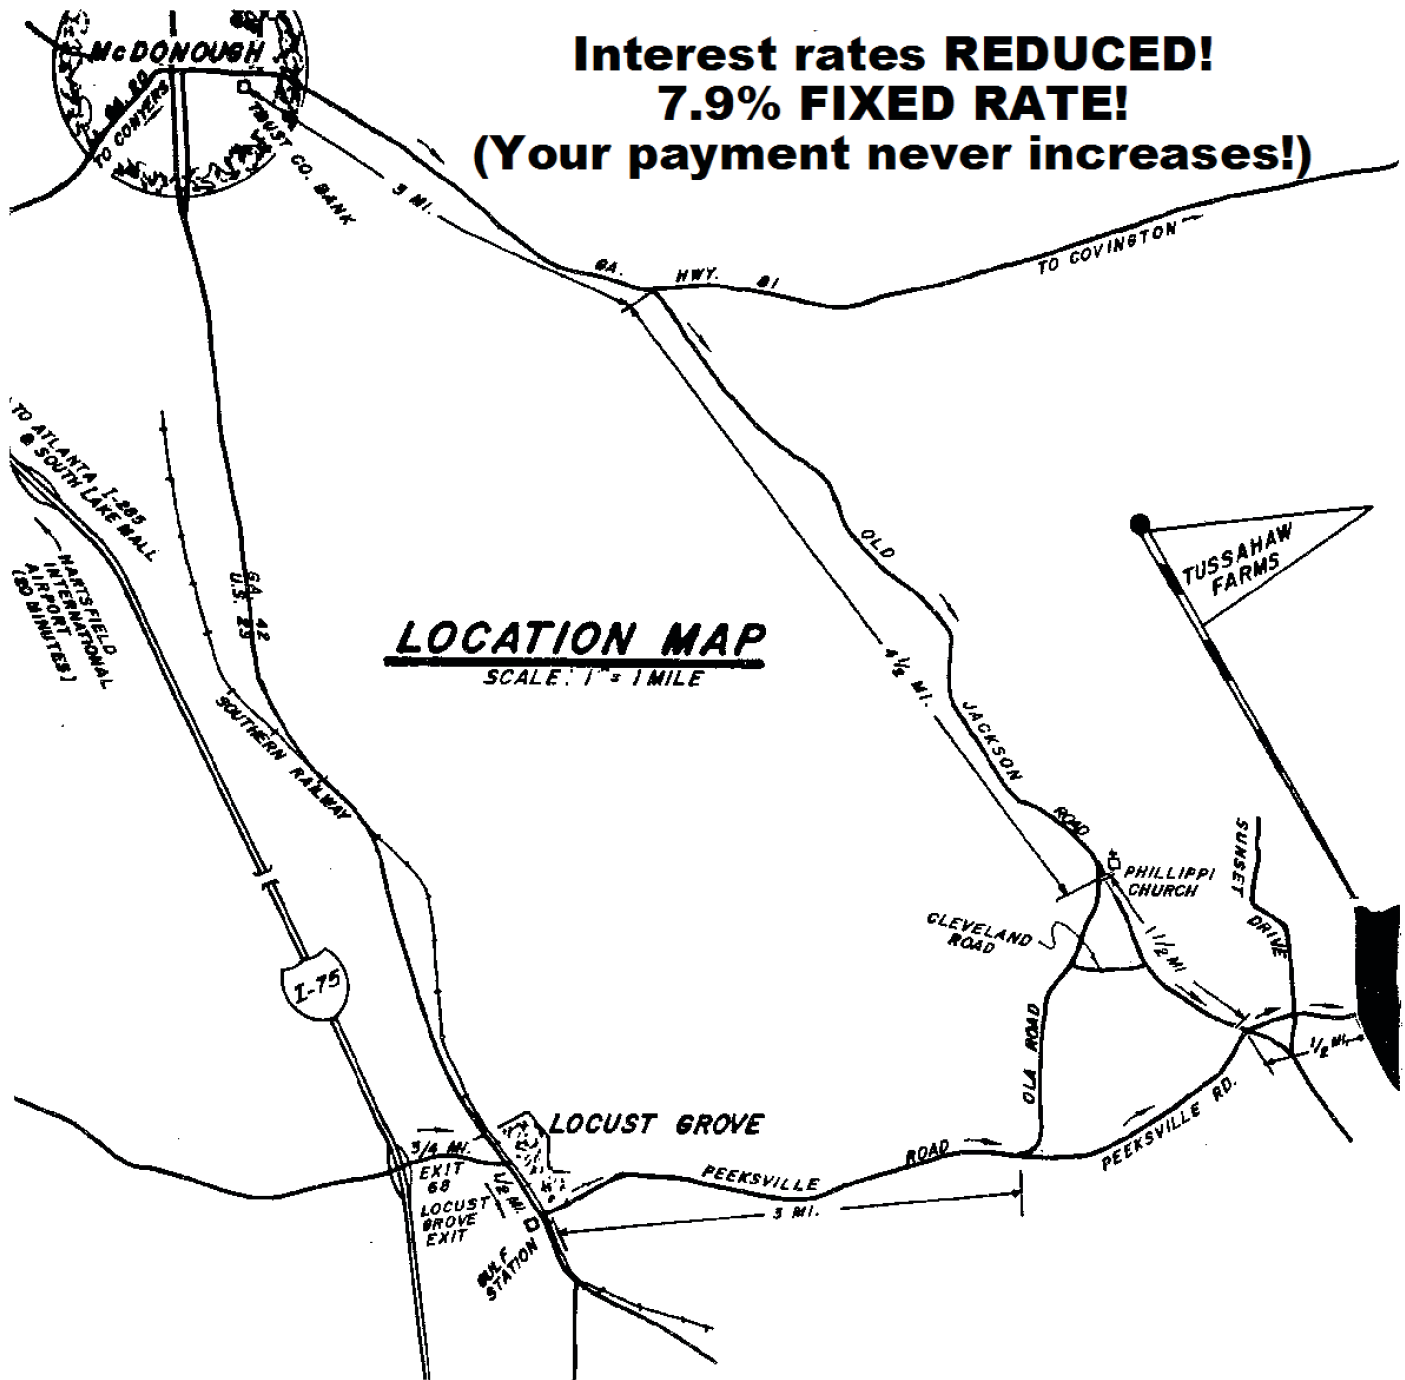 Interest rates REDUCED!
7.9% FIXED RATE!
(Your payment never increases!)
McDONOUGH
GA. 20
TO CONYERS
TRUST CO. BANK
3 MI.
GA. HWY. 81
TO COVINGTON
TO ATLANTA, I-285
& SOUTH LAKE MALL
HARTSFIELD
INTERNATIONAL
AIRPORT
(20 MINUTES)
GA. 42
U.S. 23
OLD JACKSON ROAD
TUSSAHAW
FARMS
LOCATION MAP
SCALE: 1" = 1 MILE
4 1/2 MI.
SOUTHERN RAILWAY
SUNSET DRIVE
PHILLIPPI
CHURCH
CLEVELAND
ROAD
1 1/2 MI
I-75
OLA ROAD
1/2 MI.
PEEKSVILLE RD.
LOCUST GROVE
3/4 MI.
EXIT
68
LOCUST
GROVE
EXIT
1/2 MI.
PEEKSVILLE ROAD
3 MI.
GULF
STATION